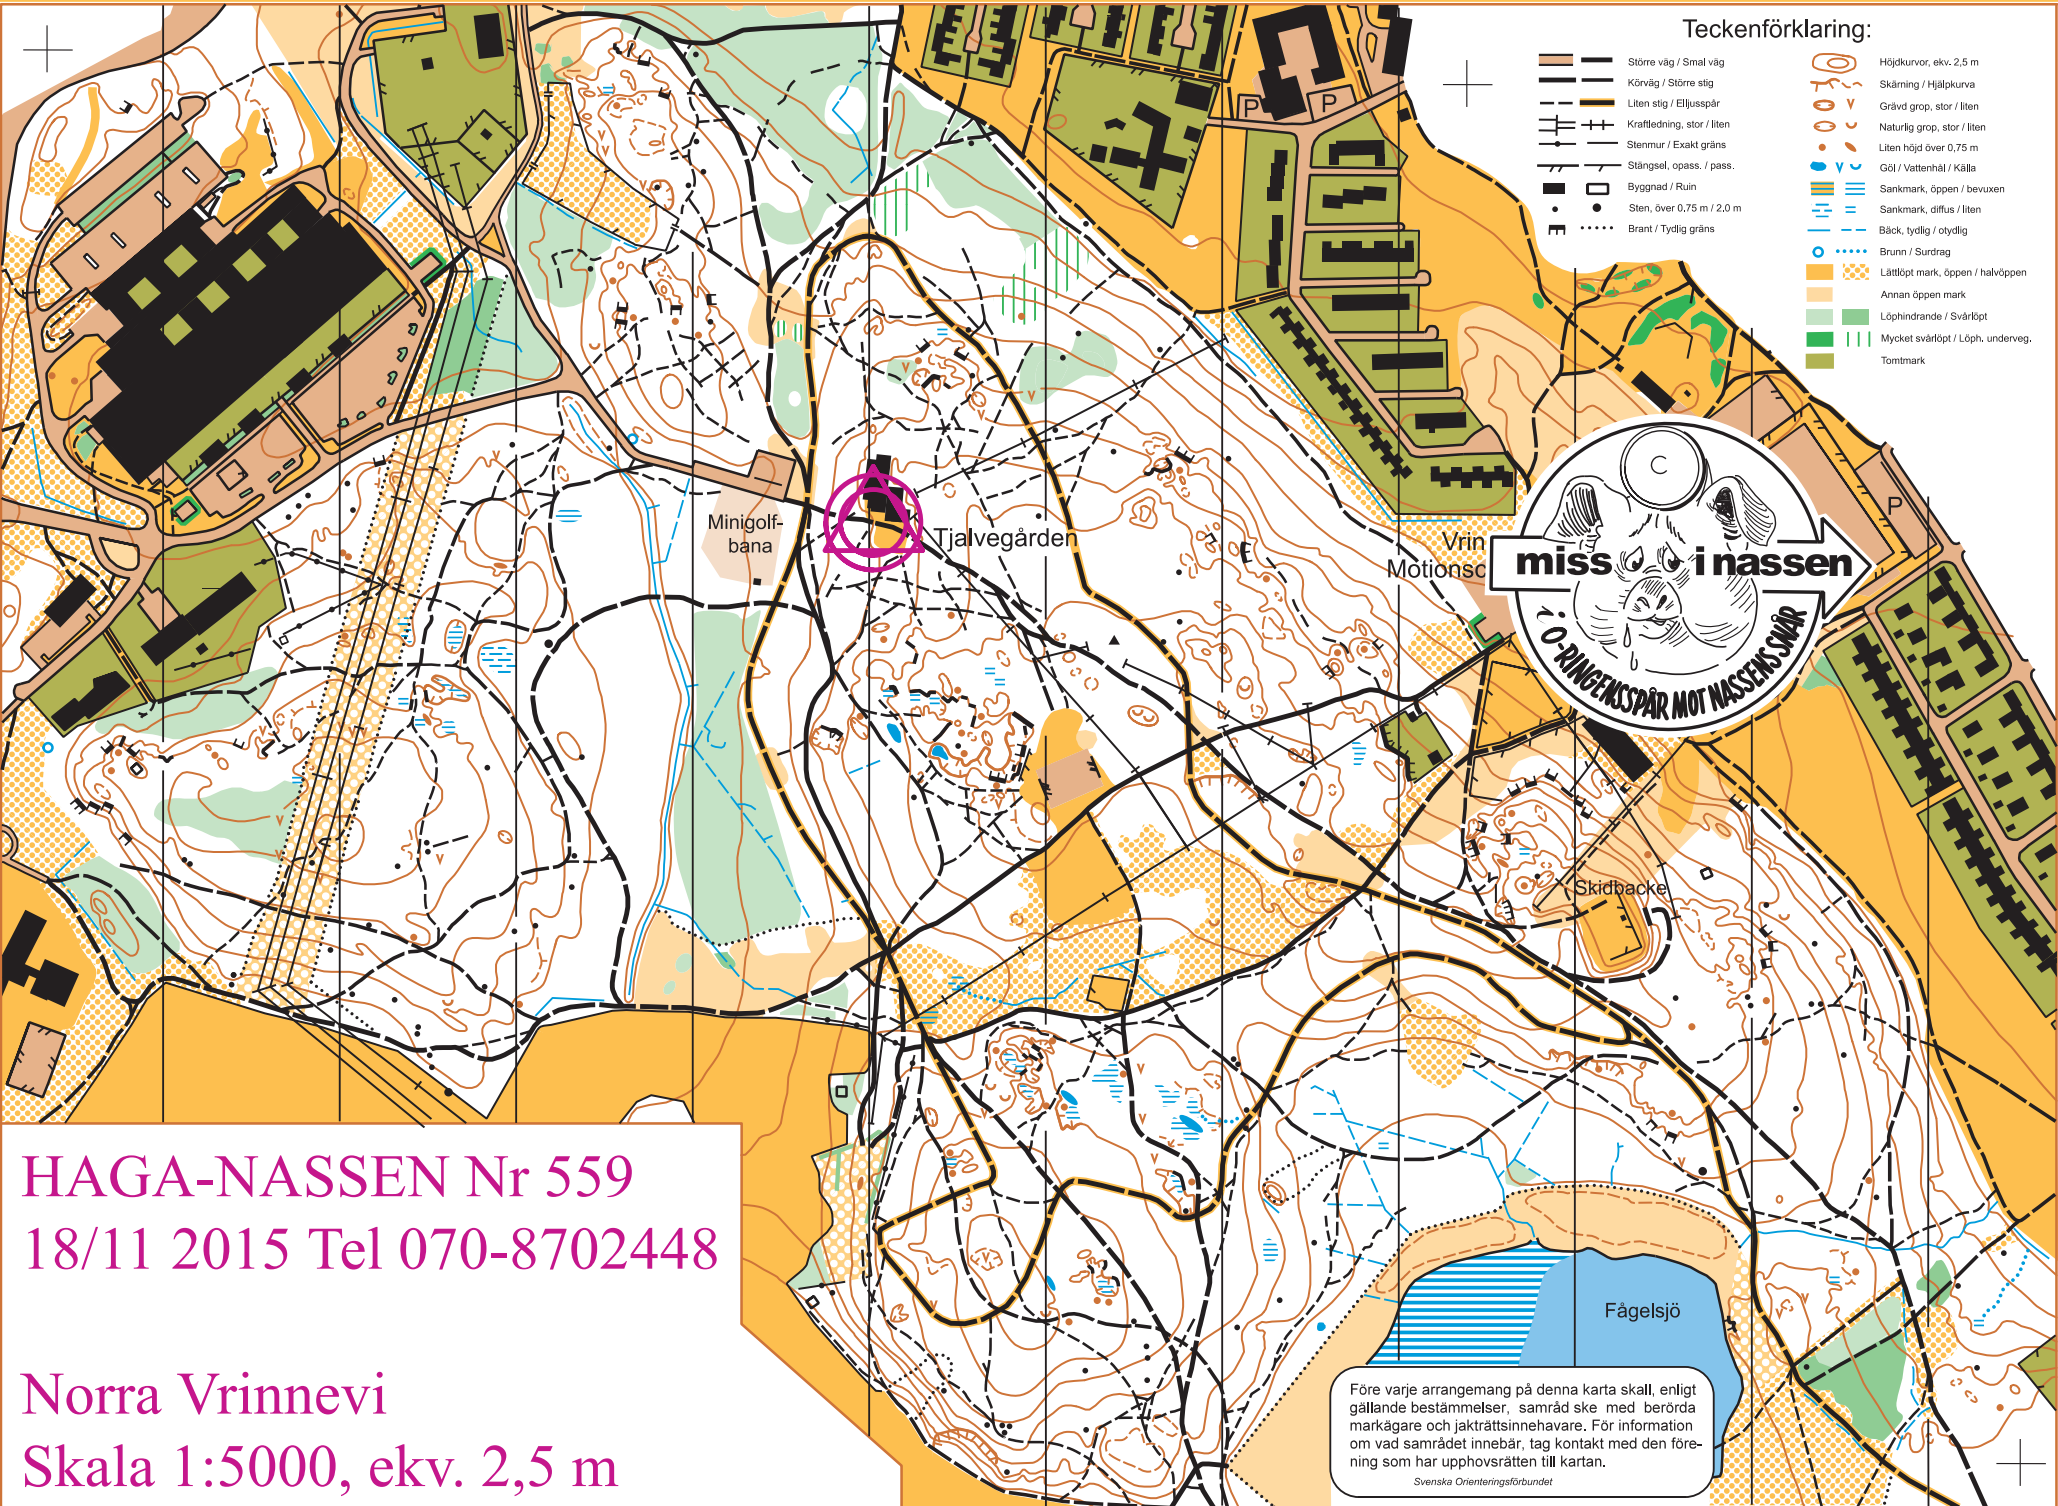 Teckenförklaring:
Större väg / Smal väg
Körväg / Större stig
Liten stig / Elljusspår
Kraftledning, stor / liten
Stenmur / Exakt gräns
Stängsel, opass. / pass.
Byggnad / Ruin
Sten, över 0,75 m / 2,0 m
Brant / Tydlig gräns
Höjdkurvor, ekv. 2,5 m
Skärning / Hjälpkurva
Grävd grop, stor / liten
Naturlig grop, stor / liten
Liten höjd över 0,75 m
Göl / Vattenhål / Källa
Sankmark, öppen / bevuxen
Sankmark, diffus / liten
Bäck, tydlig / otydlig
Brunn / Surdrag
Lättlöpt mark, öppen / halvöppen
Annan öppen mark
Löphindrande / Svårlöpt
Mycket svårlöpt / Löph. underveg.
Tomtmark
P
P
P
Minigolf-
bana
Tjalvegården
Vrin
Motionsc
C
miss i nassen
i O-RINGENSSPÅR MOT NASSENS SNÅR
Skidbacke
Fågelsjö
HAGA-NASSEN Nr 559
18/11 2015 Tel 070-8702448
Norra Vrinnevi
Skala 1:5000, ekv. 2,5 m
Före varje arrangemang på denna karta skall, enligt
gällande bestämmelser, samråd ske med berörda
markägare och jakträttsinnehavare. För information
om vad samrådet innebär, tag kontakt med den före-
ning som har upphovsrätten till kartan.
Svenska Orienteringsförbundet